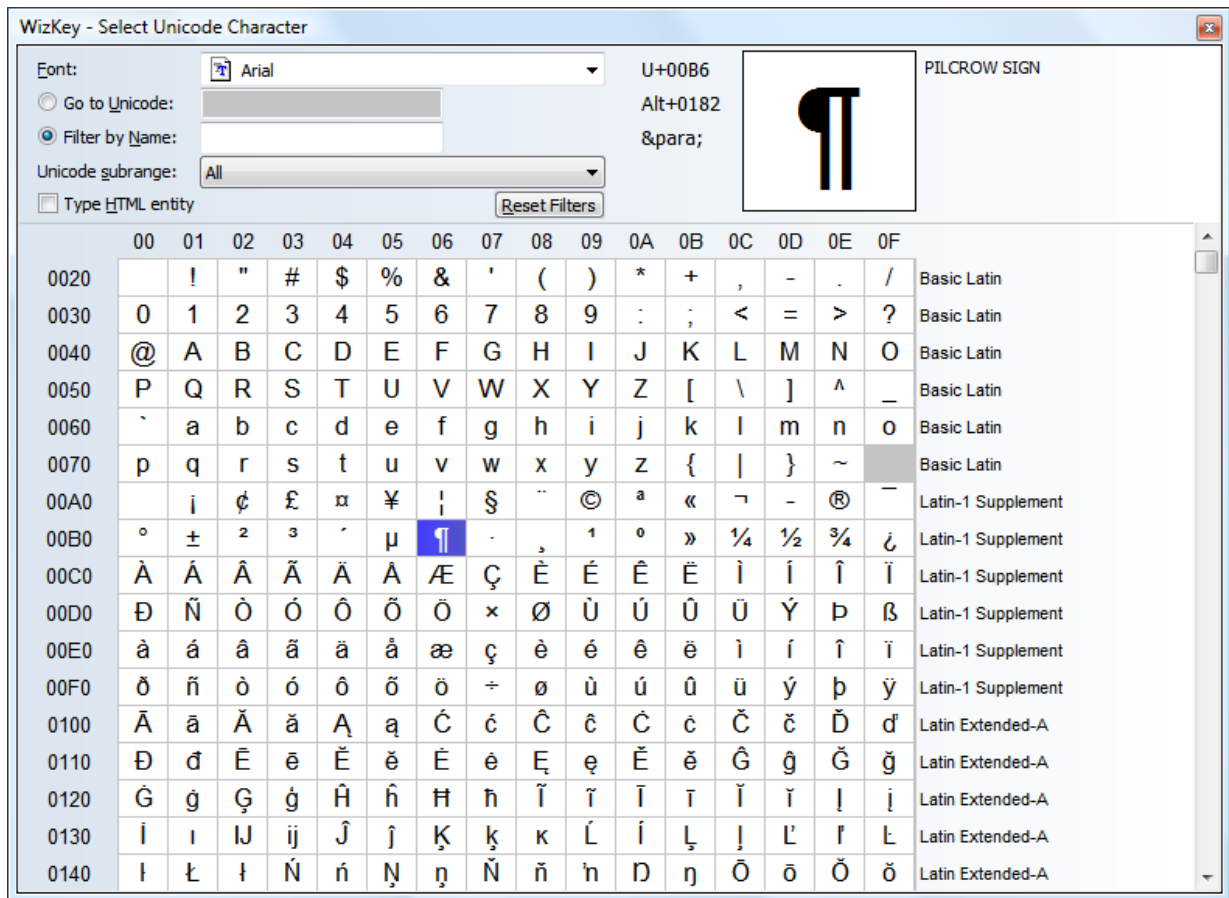 WizKey - Select Unicode Character
Font: Arial
Go to Unicode:
Filter by Name:
Unicode subrange: All
Type HTML entity Reset Filters
U+00B6
Alt+0182
&para;
¶
PILCROW SIGN
00 01 02 03 04 05 06 07 08 09 0A 0B 0C 0D 0E 0F
0020 ! " # $ % & ' ( ) * + , - . / Basic Latin
0030 0 1 2 3 4 5 6 7 8 9 : ; < = > ? Basic Latin
0040 @ A B C D E F G H I J K L M N O Basic Latin
0050 P Q R S T U V W X Y Z [ \ ] ^ _ Basic Latin
0060 ` a b c d e f g h i j k l m n o Basic Latin
0070 p q r s t u v w x y z { | } ~ Basic Latin
00A0 ¡ ¢ £ ¤ ¥ ¦ § ¨ © ª « ¬ - ® ¯ Latin-1 Supplement
00B0 ° ± ² ³ ´ µ ¶ · ¸ ¹ º » ¼ ½ ¾ ¿ Latin-1 Supplement
00C0 À Á Â Ã Ä Å Æ Ç È É Ê Ë Ì Í Î Ï Latin-1 Supplement
00D0 Ð Ñ Ò Ó Ô Õ Ö × Ø Ù Ú Û Ü Ý Þ ß Latin-1 Supplement
00E0 à á â ã ä å æ ç è é ê ë ì í î ï Latin-1 Supplement
00F0 ð ñ ò ó ô õ ö ÷ ø ù ú û ü ý þ ÿ Latin-1 Supplement
0100 Ā ā Ă ă Ą ą Ć ć Ĉ ĉ Ċ ċ Č č Ď ď Latin Extended-A
0110 Đ đ Ē ē Ĕ ĕ Ė ė Ę ę Ě ě Ĝ ĝ Ğ ğ Latin Extended-A
0120 Ġ ġ Ģ ģ Ĥ ĥ Ħ ħ Ĩ ĩ Ī ī Ĭ ĭ Į į Latin Extended-A
0130 İ ı Ĳ ĳ Ĵ ĵ Ķ ķ ĸ Ĺ ĺ Ļ ļ Ľ ľ Ŀ Latin Extended-A
0140 ŀ Ł ł Ń ń Ņ ņ Ň ň ŉ Ŋ ŋ Ō ō Ŏ ŏ Latin Extended-A